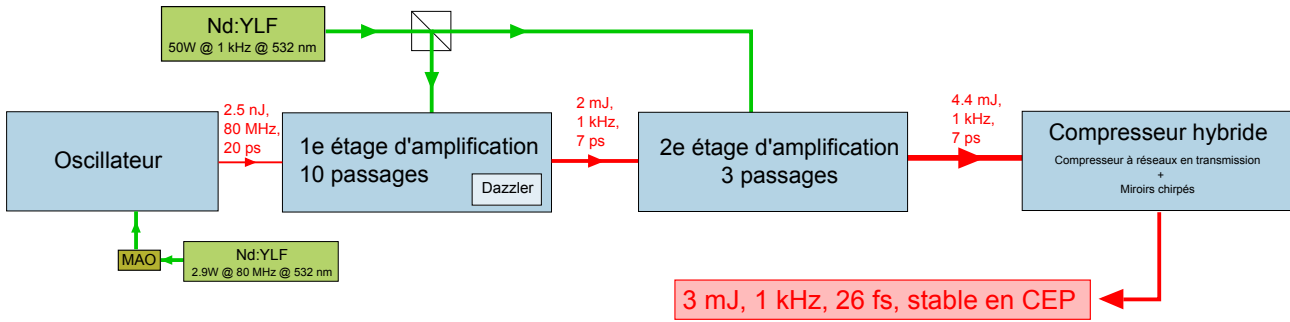 Nd:YLF
50W @ 1 kHz @ 532 nm
2.5 nJ,
80 MHz,
20 ps
2 mJ,
1 kHz,
7 ps
4.4 mJ,
1 kHz,
7 ps
Oscillateur
1e étage d'amplification
10 passages
Dazzler
2e étage d'amplification
3 passages
Compresseur hybride
Compresseur à réseaux en transmission
+
Miroirs chirpés
MAO
Nd:YLF
2.9W @ 80 MHz @ 532 nm
3 mJ, 1 kHz, 26 fs, stable en CEP